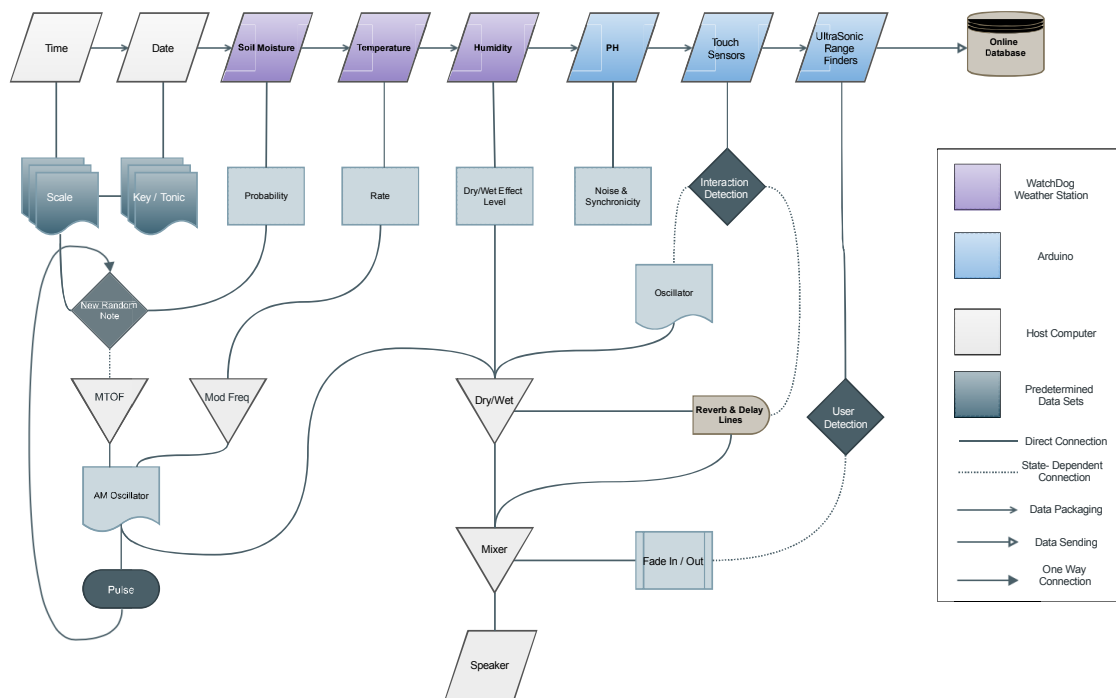 Time
Date
Soil Moisture
Temperature
Humidity
PH
Touch
Sensors
UltraSonic
Range
Finders
Online
Database
Scale
Key / Tonic
Probability
Rate
Dry/Wet Effect
Level
Noise &
Synchronicity
Interaction
Detection
Oscillator
New Random
Note
MTOF
Mod Freq
Dry/Wet
Reverb & Delay
Lines
User
Detection
AM Oscillator
Mixer
Fade In / Out
Pulse
Speaker
WatchDog
Weather Station
Arduino
Host Computer
Predetermined
Data Sets
Direct Connection
State- Dependent
Connection
Data Packaging
Data Sending
One Way
Connection